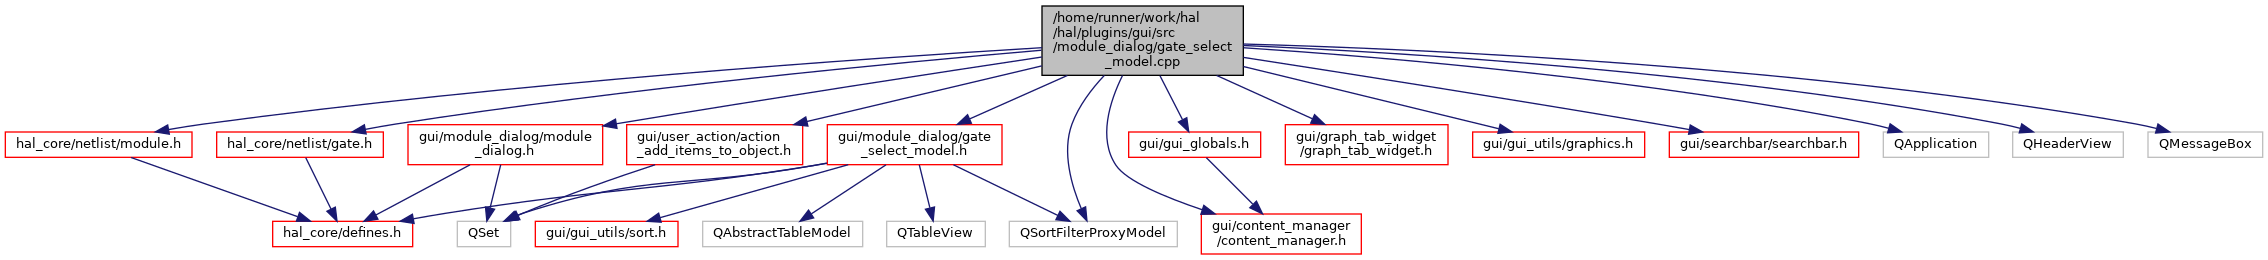 /home/runner/work/hal
/hal/plugins/gui/src
/module_dialog/gate_select
_model.cpp
hal_core/netlist/module.h
hal_core/netlist/gate.h
gui/module_dialog/module
_dialog.h
gui/user_action/action
_add_items_to_object.h
gui/module_dialog/gate
_select_model.h
gui/gui_globals.h
gui/graph_tab_widget
/graph_tab_widget.h
gui/gui_utils/graphics.h
gui/searchbar/searchbar.h
QApplication
QHeaderView
QMessageBox
hal_core/defines.h
QSet
gui/gui_utils/sort.h
QAbstractTableModel
QTableView
QSortFilterProxyModel
gui/content_manager
/content_manager.h